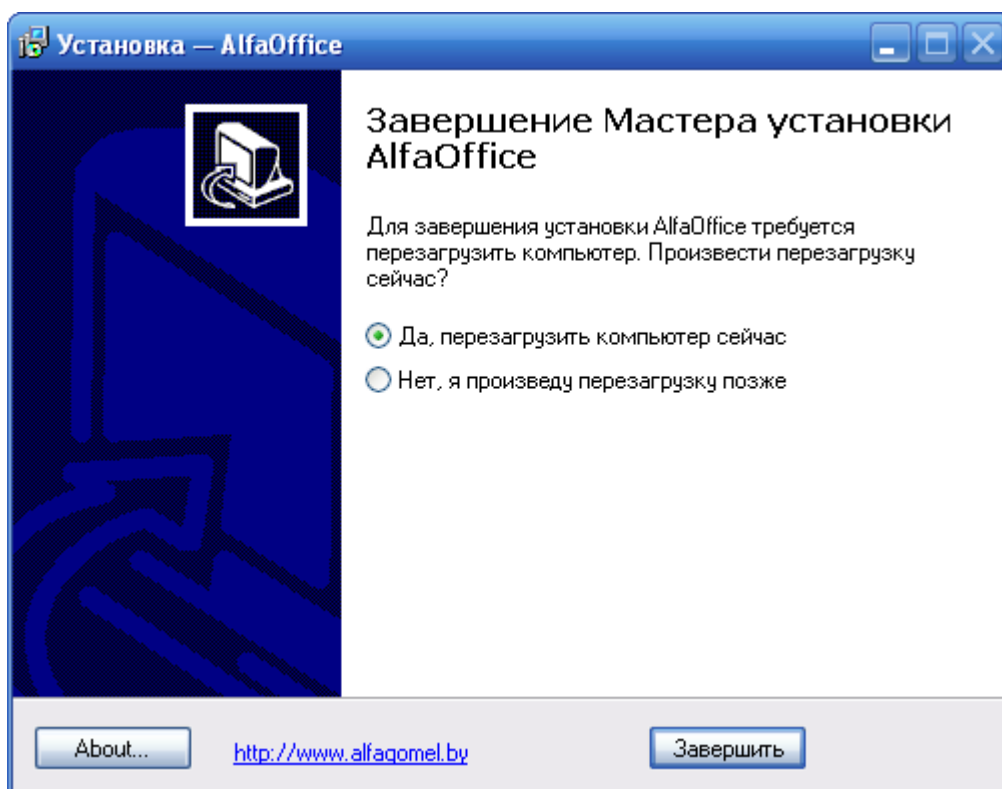 Установка — AlfaOffice
Завершение Мастера установки
AlfaOffice
Для завершения установки AlfaOffice требуется
перезагрузить компьютер. Произвести перезагрузку
сейчас?
Да, перезагрузить компьютер сейчас
Нет, я произведу перезагрузку позже
About...
http://www.alfagomel.by
Завершить